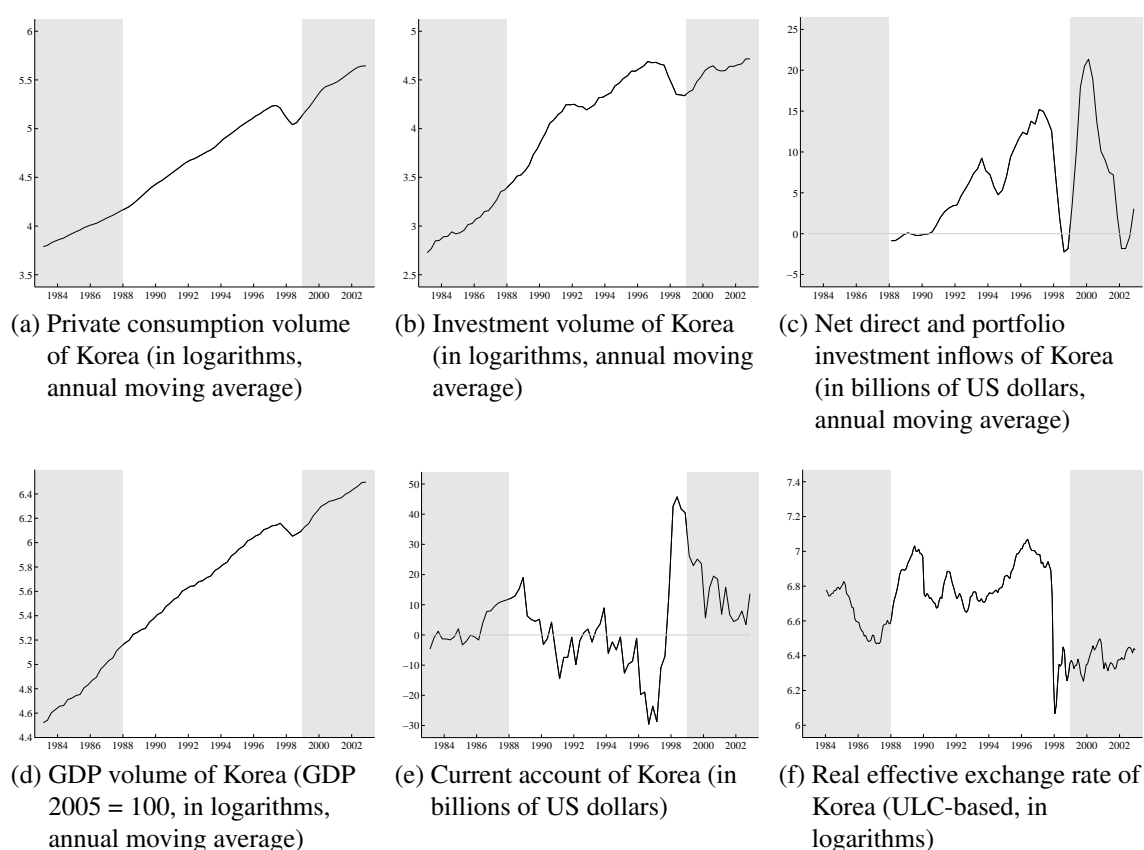 6
5.5
5
4.5
4
3.5
1984 1986 1988 1990 1992 1994 1996 1998 2000 2002
(a) Private consumption volume
of Korea (in logarithms,
annual moving average)
5
4.5
4
3.5
3
2.5
1984 1986 1988 1990 1992 1994 1996 1998 2000 2002
(b) Investment volume of Korea
(in logarithms, annual moving
average)
25
20
15
10
5
0
−5
1984 1986 1988 1990 1992 1994 1996 1998 2000 2002
(c) Net direct and portfolio
investment inflows of Korea
(in billions of US dollars,
annual moving average)
6.4
6.2
6
5.8
5.6
5.4
5.2
5
4.8
4.6
4.4
1984 1986 1988 1990 1992 1994 1996 1998 2000 2002
(d) GDP volume of Korea (GDP
2005 = 100, in logarithms,
annual moving average)
50
40
30
20
10
0
−10
−20
−30
1984 1986 1988 1990 1992 1994 1996 1998 2000 2002
(e) Current account of Korea (in
billions of US dollars)
7.4
7.2
7
6.8
6.6
6.4
6.2
6
1984 1986 1988 1990 1992 1994 1996 1998 2000 2002
(f) Real effective exchange rate of
Korea (ULC-based, in
logarithms)